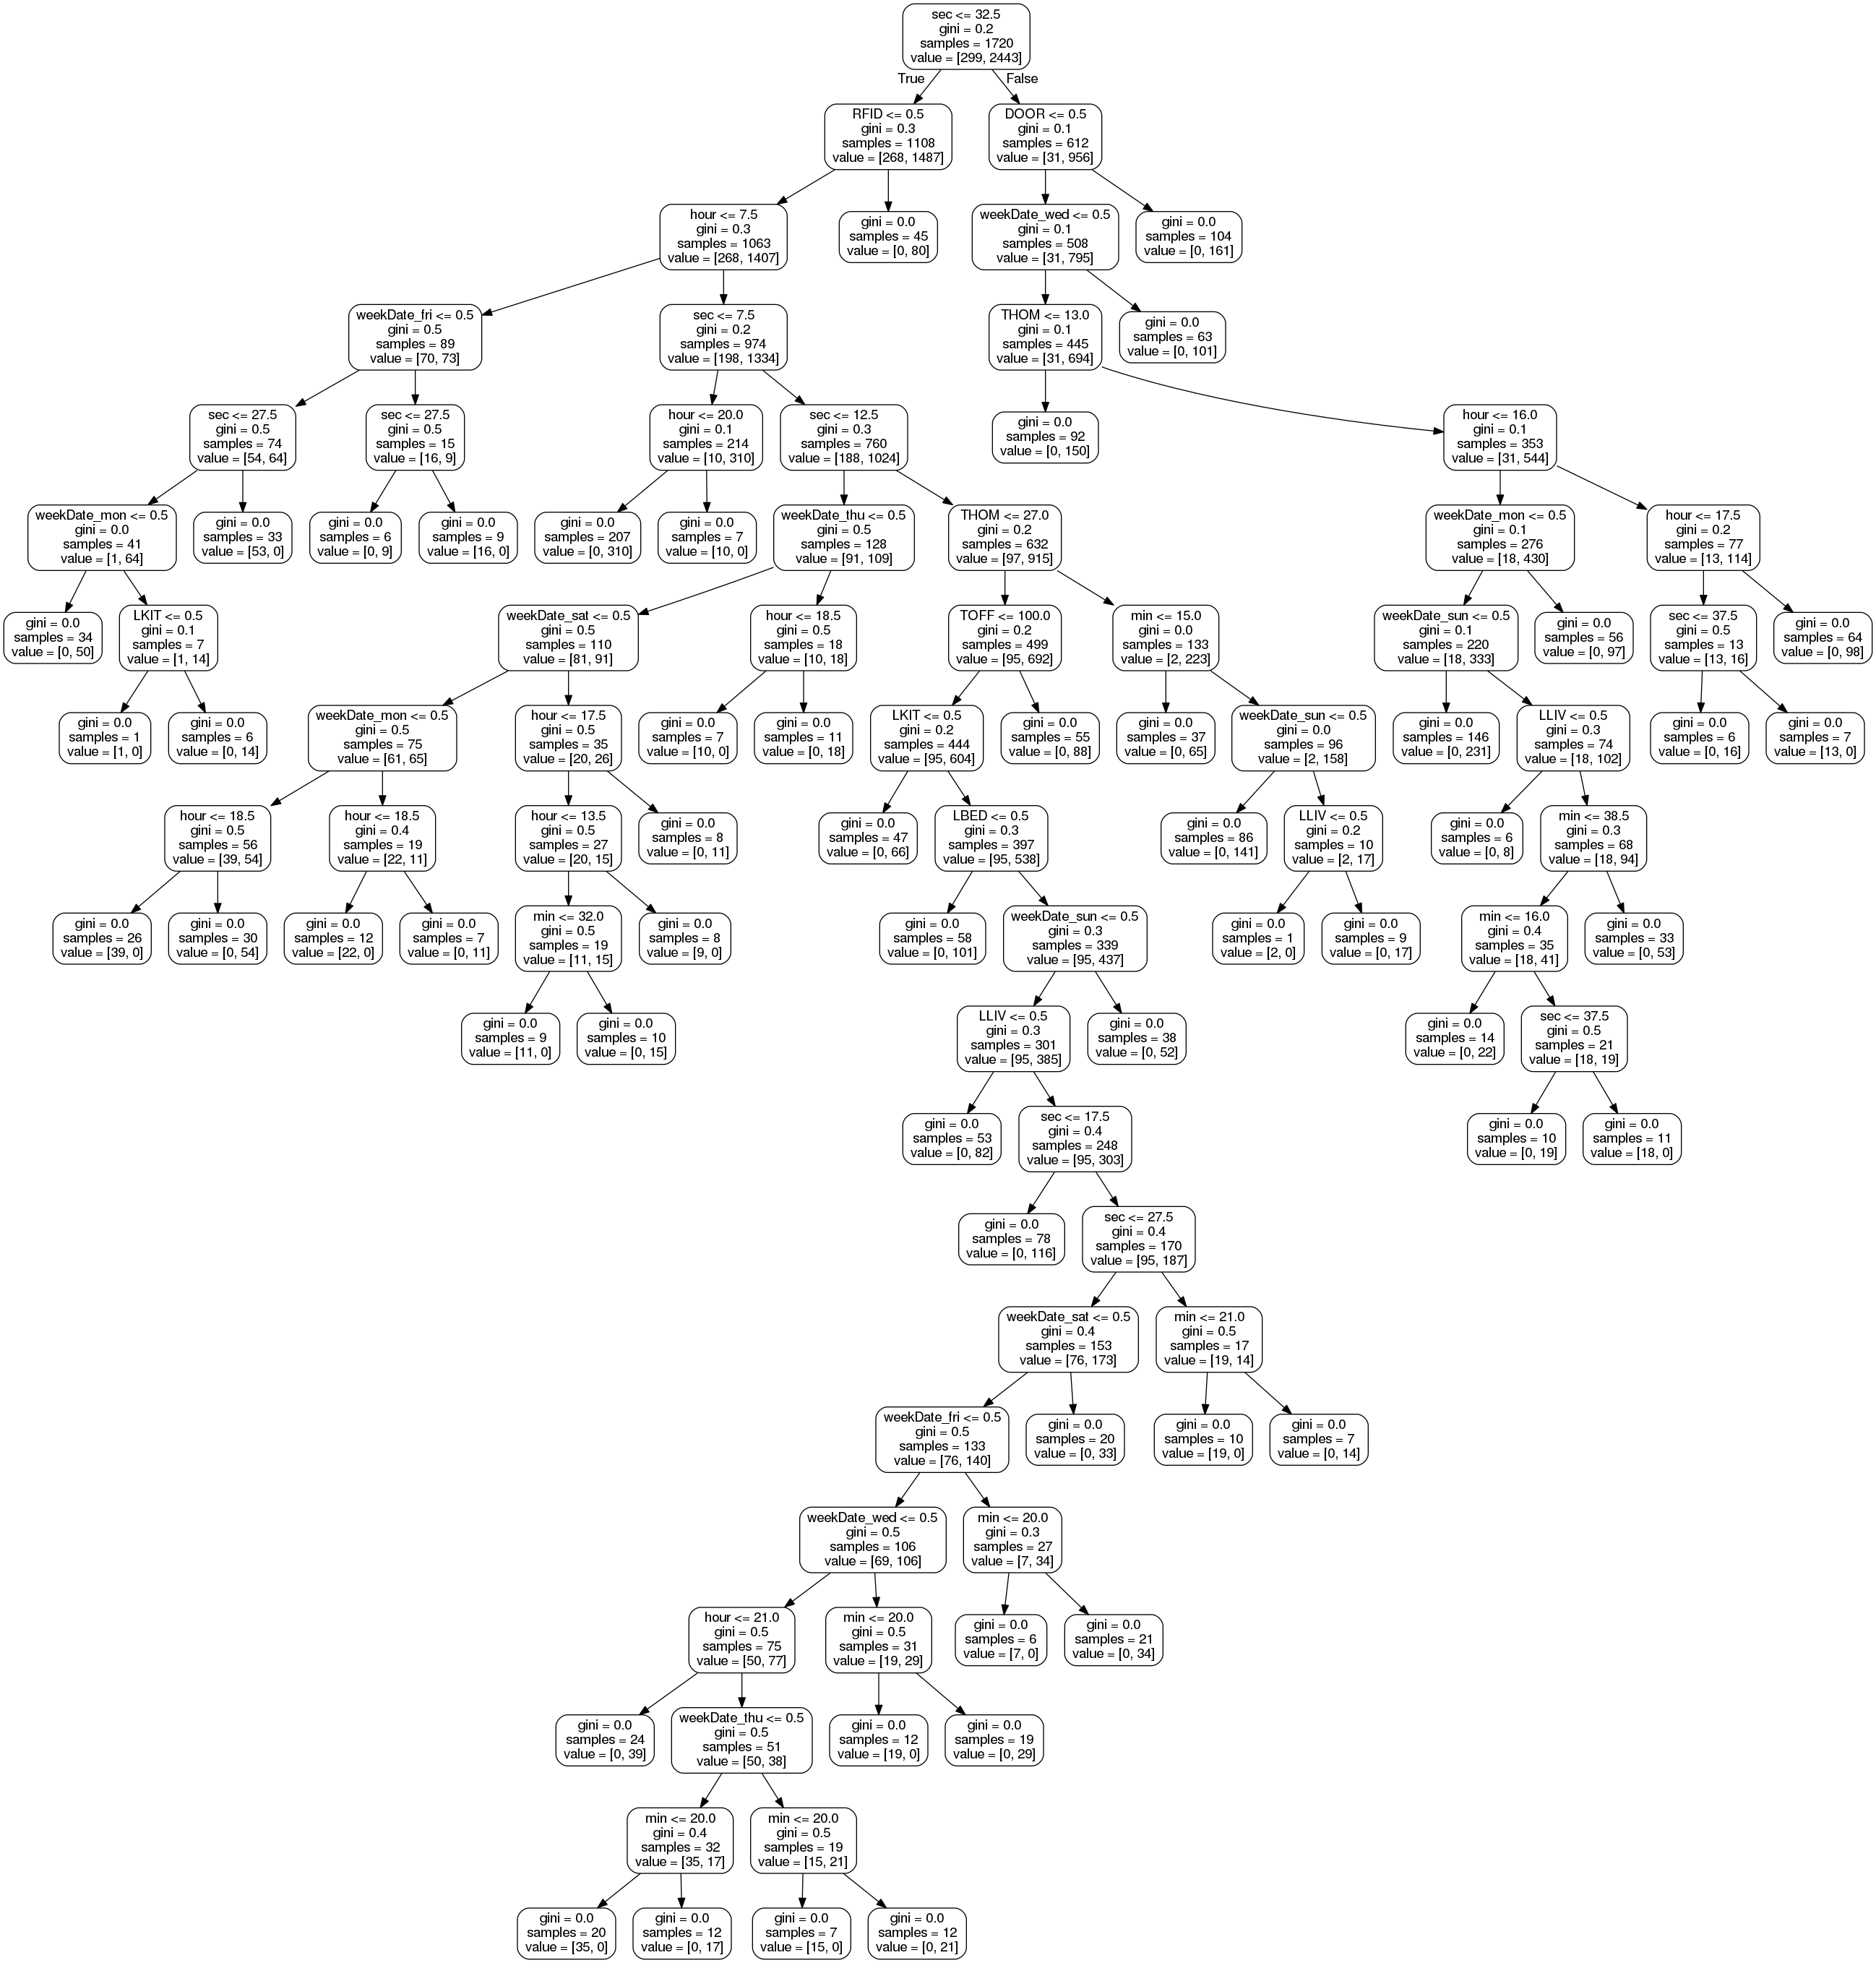 sec <= 32.5
gini = 0.2
samples = 1720
value = [299, 2443]
True
False
RFID <= 0.5
gini = 0.3
samples = 1108
value = [268, 1487]
DOOR <= 0.5
gini = 0.1
samples = 612
value = [31, 956]
hour <= 7.5
gini = 0.3
samples = 1063
value = [268, 1407]
gini = 0.0
samples = 45
value = [0, 80]
weekDate_wed <= 0.5
gini = 0.1
samples = 508
value = [31, 795]
gini = 0.0
samples = 104
value = [0, 161]
weekDate_fri <= 0.5
gini = 0.5
samples = 89
value = [70, 73]
sec <= 7.5
gini = 0.2
samples = 974
value = [198, 1334]
THOM <= 13.0
gini = 0.1
samples = 445
value = [31, 694]
gini = 0.0
samples = 63
value = [0, 101]
sec <= 27.5
gini = 0.5
samples = 74
value = [54, 64]
sec <= 27.5
gini = 0.5
samples = 15
value = [16, 9]
hour <= 20.0
gini = 0.1
samples = 214
value = [10, 310]
sec <= 12.5
gini = 0.3
samples = 760
value = [188, 1024]
gini = 0.0
samples = 92
value = [0, 150]
hour <= 16.0
gini = 0.1
samples = 353
value = [31, 544]
weekDate_mon <= 0.5
gini = 0.0
samples = 41
value = [1, 64]
gini = 0.0
samples = 33
value = [53, 0]
gini = 0.0
samples = 6
value = [0, 9]
gini = 0.0
samples = 9
value = [16, 0]
gini = 0.0
samples = 207
value = [0, 310]
gini = 0.0
samples = 7
value = [10, 0]
weekDate_thu <= 0.5
gini = 0.5
samples = 128
value = [91, 109]
THOM <= 27.0
gini = 0.2
samples = 632
value = [97, 915]
weekDate_mon <= 0.5
gini = 0.1
samples = 276
value = [18, 430]
hour <= 17.5
gini = 0.2
samples = 77
value = [13, 114]
gini = 0.0
samples = 34
value = [0, 50]
LKIT <= 0.5
gini = 0.1
samples = 7
value = [1, 14]
weekDate_sat <= 0.5
gini = 0.5
samples = 110
value = [81, 91]
hour <= 18.5
gini = 0.5
samples = 18
value = [10, 18]
TOFF <= 100.0
gini = 0.2
samples = 499
value = [95, 692]
min <= 15.0
gini = 0.0
samples = 133
value = [2, 223]
weekDate_sun <= 0.5
gini = 0.1
samples = 220
value = [18, 333]
gini = 0.0
samples = 56
value = [0, 97]
sec <= 37.5
gini = 0.5
samples = 13
value = [13, 16]
gini = 0.0
samples = 64
value = [0, 98]
gini = 0.0
samples = 1
value = [1, 0]
gini = 0.0
samples = 6
value = [0, 14]
weekDate_mon <= 0.5
gini = 0.5
samples = 75
value = [61, 65]
hour <= 17.5
gini = 0.5
samples = 35
value = [20, 26]
gini = 0.0
samples = 7
value = [10, 0]
gini = 0.0
samples = 11
value = [0, 18]
LKIT <= 0.5
gini = 0.2
samples = 444
value = [95, 604]
gini = 0.0
samples = 55
value = [0, 88]
gini = 0.0
samples = 37
value = [0, 65]
weekDate_sun <= 0.5
gini = 0.0
samples = 96
value = [2, 158]
gini = 0.0
samples = 146
value = [0, 231]
LLIV <= 0.5
gini = 0.3
samples = 74
value = [18, 102]
gini = 0.0
samples = 6
value = [0, 16]
gini = 0.0
samples = 7
value = [13, 0]
hour <= 18.5
gini = 0.5
samples = 56
value = [39, 54]
hour <= 18.5
gini = 0.4
samples = 19
value = [22, 11]
hour <= 13.5
gini = 0.5
samples = 27
value = [20, 15]
gini = 0.0
samples = 8
value = [0, 11]
gini = 0.0
samples = 47
value = [0, 66]
LBED <= 0.5
gini = 0.3
samples = 397
value = [95, 538]
gini = 0.0
samples = 86
value = [0, 141]
LLIV <= 0.5
gini = 0.2
samples = 10
value = [2, 17]
gini = 0.0
samples = 6
value = [0, 8]
min <= 38.5
gini = 0.3
samples = 68
value = [18, 94]
gini = 0.0
samples = 26
value = [39, 0]
gini = 0.0
samples = 30
value = [0, 54]
gini = 0.0
samples = 12
value = [22, 0]
gini = 0.0
samples = 7
value = [0, 11]
min <= 32.0
gini = 0.5
samples = 19
value = [11, 15]
gini = 0.0
samples = 8
value = [9, 0]
gini = 0.0
samples = 58
value = [0, 101]
weekDate_sun <= 0.5
gini = 0.3
samples = 339
value = [95, 437]
gini = 0.0
samples = 1
value = [2, 0]
gini = 0.0
samples = 9
value = [0, 17]
min <= 16.0
gini = 0.4
samples = 35
value = [18, 41]
gini = 0.0
samples = 33
value = [0, 53]
gini = 0.0
samples = 9
value = [11, 0]
gini = 0.0
samples = 10
value = [0, 15]
LLIV <= 0.5
gini = 0.3
samples = 301
value = [95, 385]
gini = 0.0
samples = 38
value = [0, 52]
gini = 0.0
samples = 14
value = [0, 22]
sec <= 37.5
gini = 0.5
samples = 21
value = [18, 19]
gini = 0.0
samples = 53
value = [0, 82]
sec <= 17.5
gini = 0.4
samples = 248
value = [95, 303]
gini = 0.0
samples = 10
value = [0, 19]
gini = 0.0
samples = 11
value = [18, 0]
gini = 0.0
samples = 78
value = [0, 116]
sec <= 27.5
gini = 0.4
samples = 170
value = [95, 187]
weekDate_sat <= 0.5
gini = 0.4
samples = 153
value = [76, 173]
min <= 21.0
gini = 0.5
samples = 17
value = [19, 14]
weekDate_fri <= 0.5
gini = 0.5
samples = 133
value = [76, 140]
gini = 0.0
samples = 20
value = [0, 33]
gini = 0.0
samples = 10
value = [19, 0]
gini = 0.0
samples = 7
value = [0, 14]
weekDate_wed <= 0.5
gini = 0.5
samples = 106
value = [69, 106]
min <= 20.0
gini = 0.3
samples = 27
value = [7, 34]
hour <= 21.0
gini = 0.5
samples = 75
value = [50, 77]
min <= 20.0
gini = 0.5
samples = 31
value = [19, 29]
gini = 0.0
samples = 6
value = [7, 0]
gini = 0.0
samples = 21
value = [0, 34]
gini = 0.0
samples = 24
value = [0, 39]
weekDate_thu <= 0.5
gini = 0.5
samples = 51
value = [50, 38]
gini = 0.0
samples = 12
value = [19, 0]
gini = 0.0
samples = 19
value = [0, 29]
min <= 20.0
gini = 0.4
samples = 32
value = [35, 17]
min <= 20.0
gini = 0.5
samples = 19
value = [15, 21]
gini = 0.0
samples = 20
value = [35, 0]
gini = 0.0
samples = 12
value = [0, 17]
gini = 0.0
samples = 7
value = [15, 0]
gini = 0.0
samples = 12
value = [0, 21]